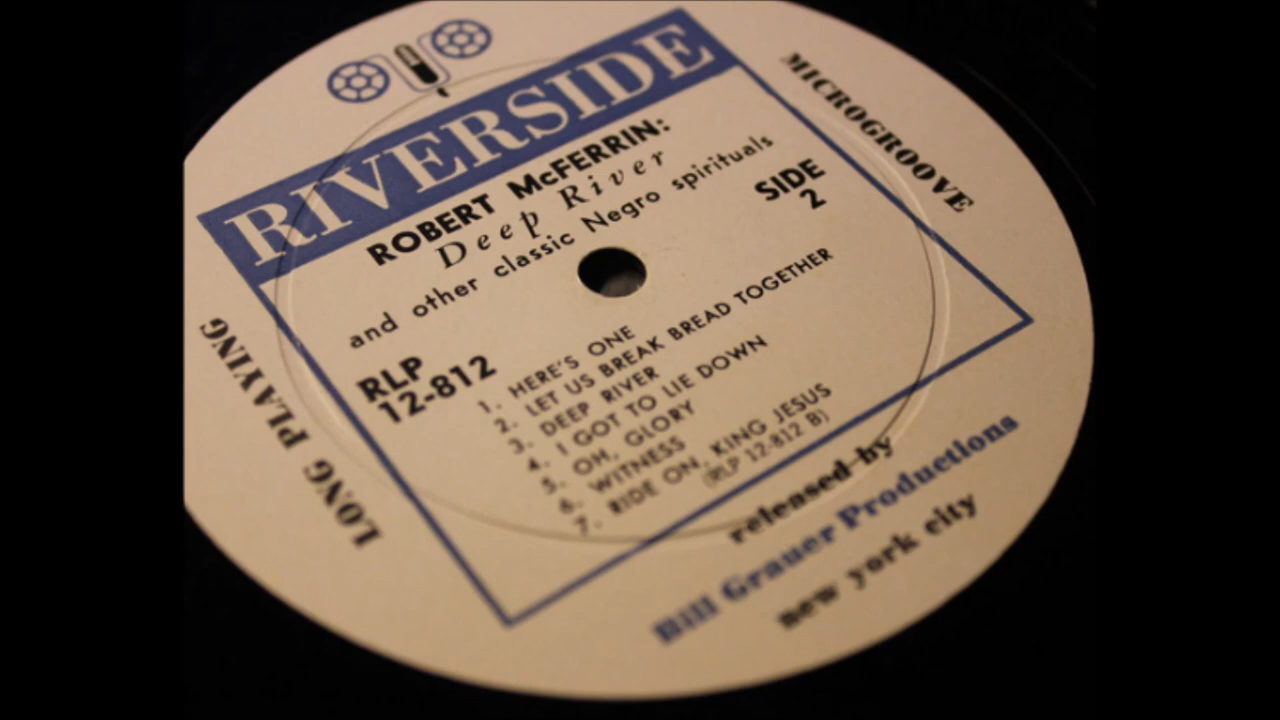 RIVERSIDE
ROBERT McFERRIN:
Deep River
and other classic Negro spirituals
SIDE
2
RLP
12-812
1. HERE'S ONE
2. LET US BREAK BREAD TOGETHER
3. DEEP RIVER
4. I GOT TO LIE DOWN
5. OH, GLORY
6. WITNESS
7. RIDE ON, KING JESUS
(RLP 12-812 B)
LONG PLAYING
MICROGROOVE
released by
Bill Grauer Productions
new york city